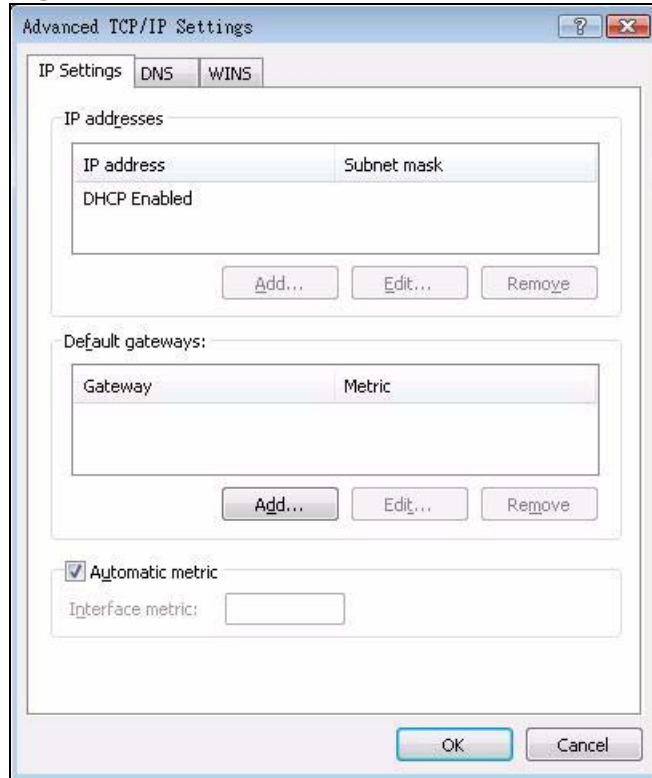 Advanced TCP/IP Settings
IP Settings DNS WINS
IP addresses
IP address Subnet mask
DHCP Enabled
Add... Edit... Remove
Default gateways:
Gateway Metric
Add... Edit... Remove
Automatic metric
Interface metric:
OK Cancel